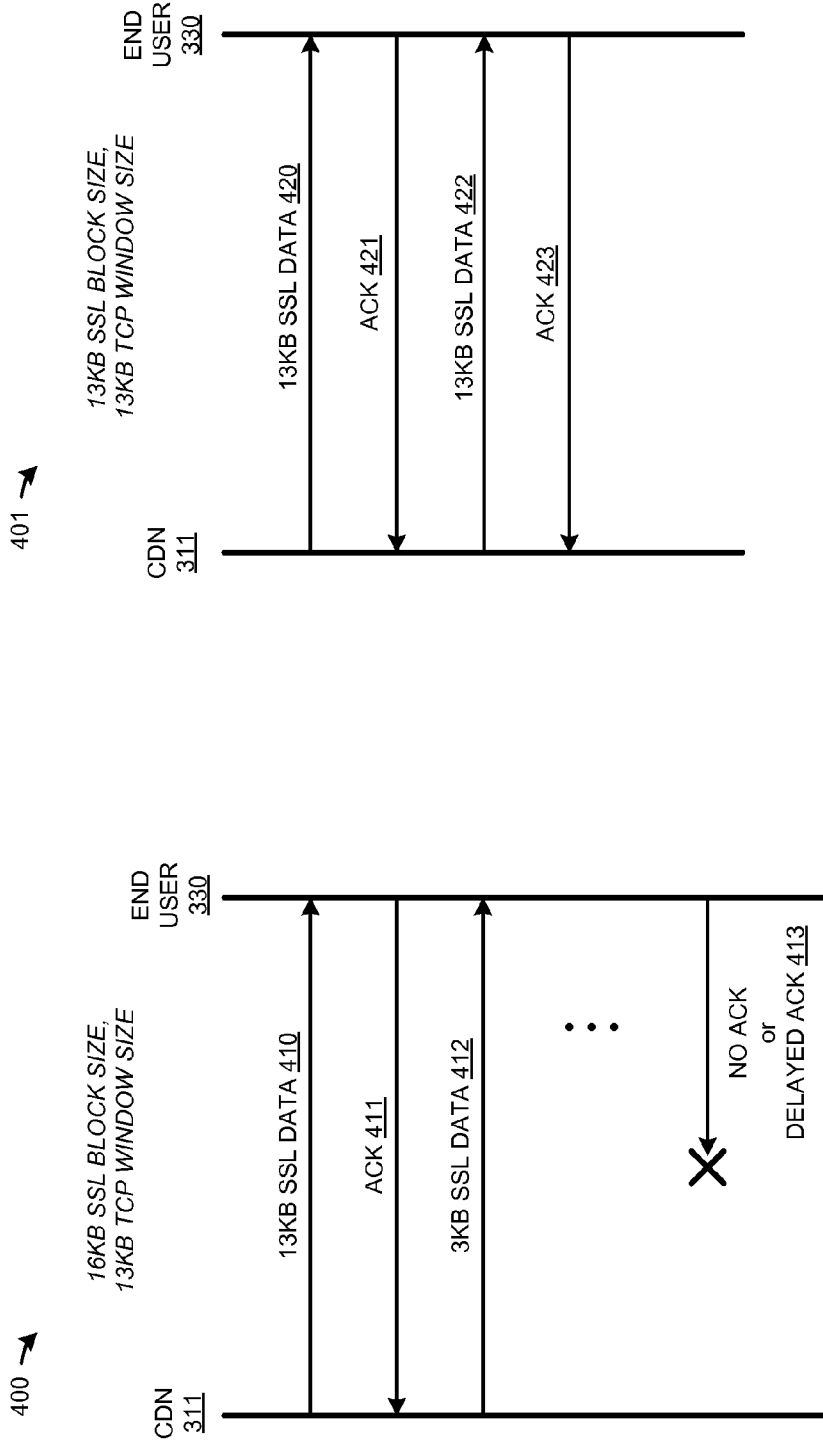 400
16KB SSL BLOCK SIZE,
13KB TCP WINDOW SIZE
CDN
311
END
USER
330
13KB SSL DATA 410
ACK 411
3KB SSL DATA 412
NO ACK
or
DELAYED ACK 413
401
13KB SSL BLOCK SIZE,
13KB TCP WINDOW SIZE
CDN
311
END
USER
330
13KB SSL DATA 420
ACK 421
13KB SSL DATA 422
ACK 423